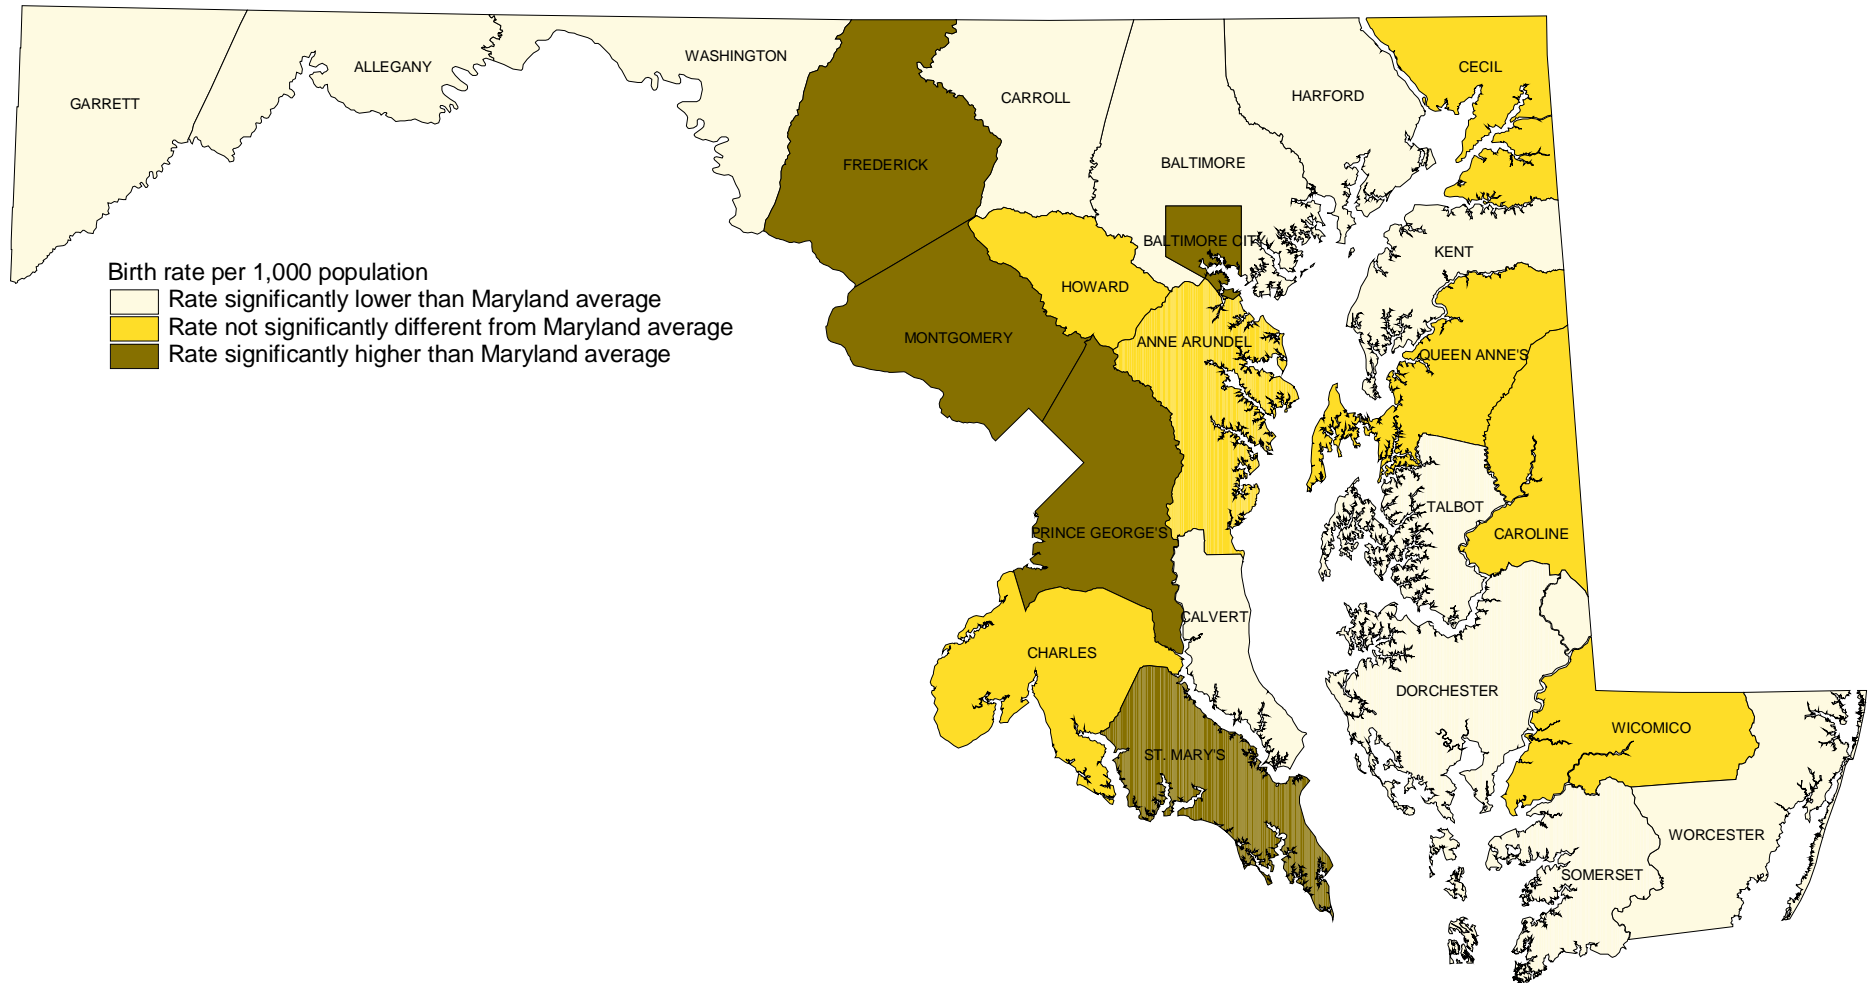 WASHINGTON
ALLEGANY
CECIL
GARRETT
CARROLL
HARFORD
FREDERICK
BALTIMORE
BALTIMORE CITY
KENT
Birth rate per 1,000 population
Rate significantly lower than Maryland average
Rate not significantly different from Maryland average
Rate significantly higher than Maryland average
HOWARD
MONTGOMERY
ANNE ARUNDEL
QUEEN ANNE'S
TALBOT
PRINCE GEORGE'S
CAROLINE
CALVERT
CHARLES
DORCHESTER
WICOMICO
ST. MARY'S
WORCESTER
SOMERSET